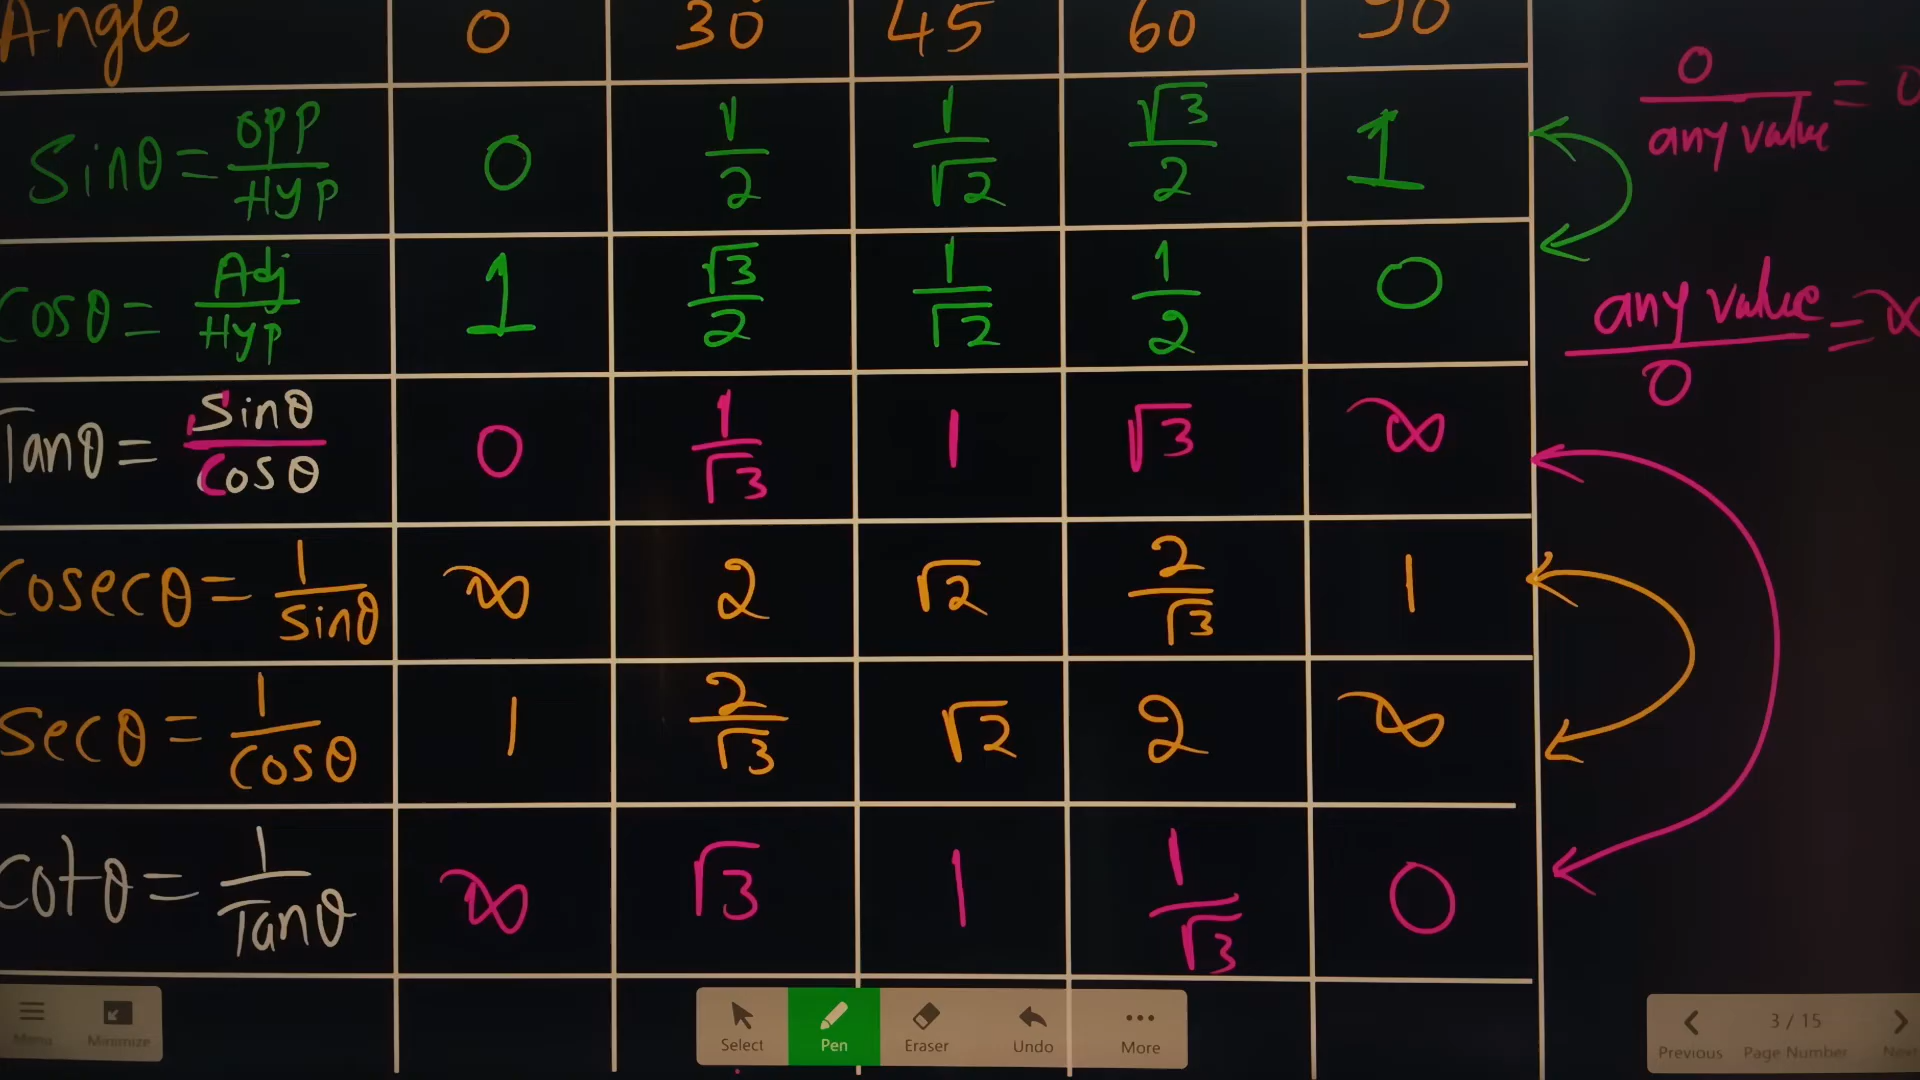 Angle 0 30 45 60 90
Sinθ = opp/Hyp 0 1/2 1/√2 √3/2 1
Cosθ = Adj/Hyp 1 √3/2 1/√2 1/2 0
Tanθ = Sinθ/Cosθ 0 1/√3 1 √3 ∞
Cosecθ = 1/Sinθ ∞ 2 √2 2/√3 1
Secθ = 1/Cosθ 1 2/√3 √2 2 ∞
Cotθ = 1/Tanθ ∞ √3 1 1/√3 0
0/any value = 0
any value/0 = ∞
Menu Minimize
Select Pen Eraser Undo More
3 / 15
Previous Page Number Next